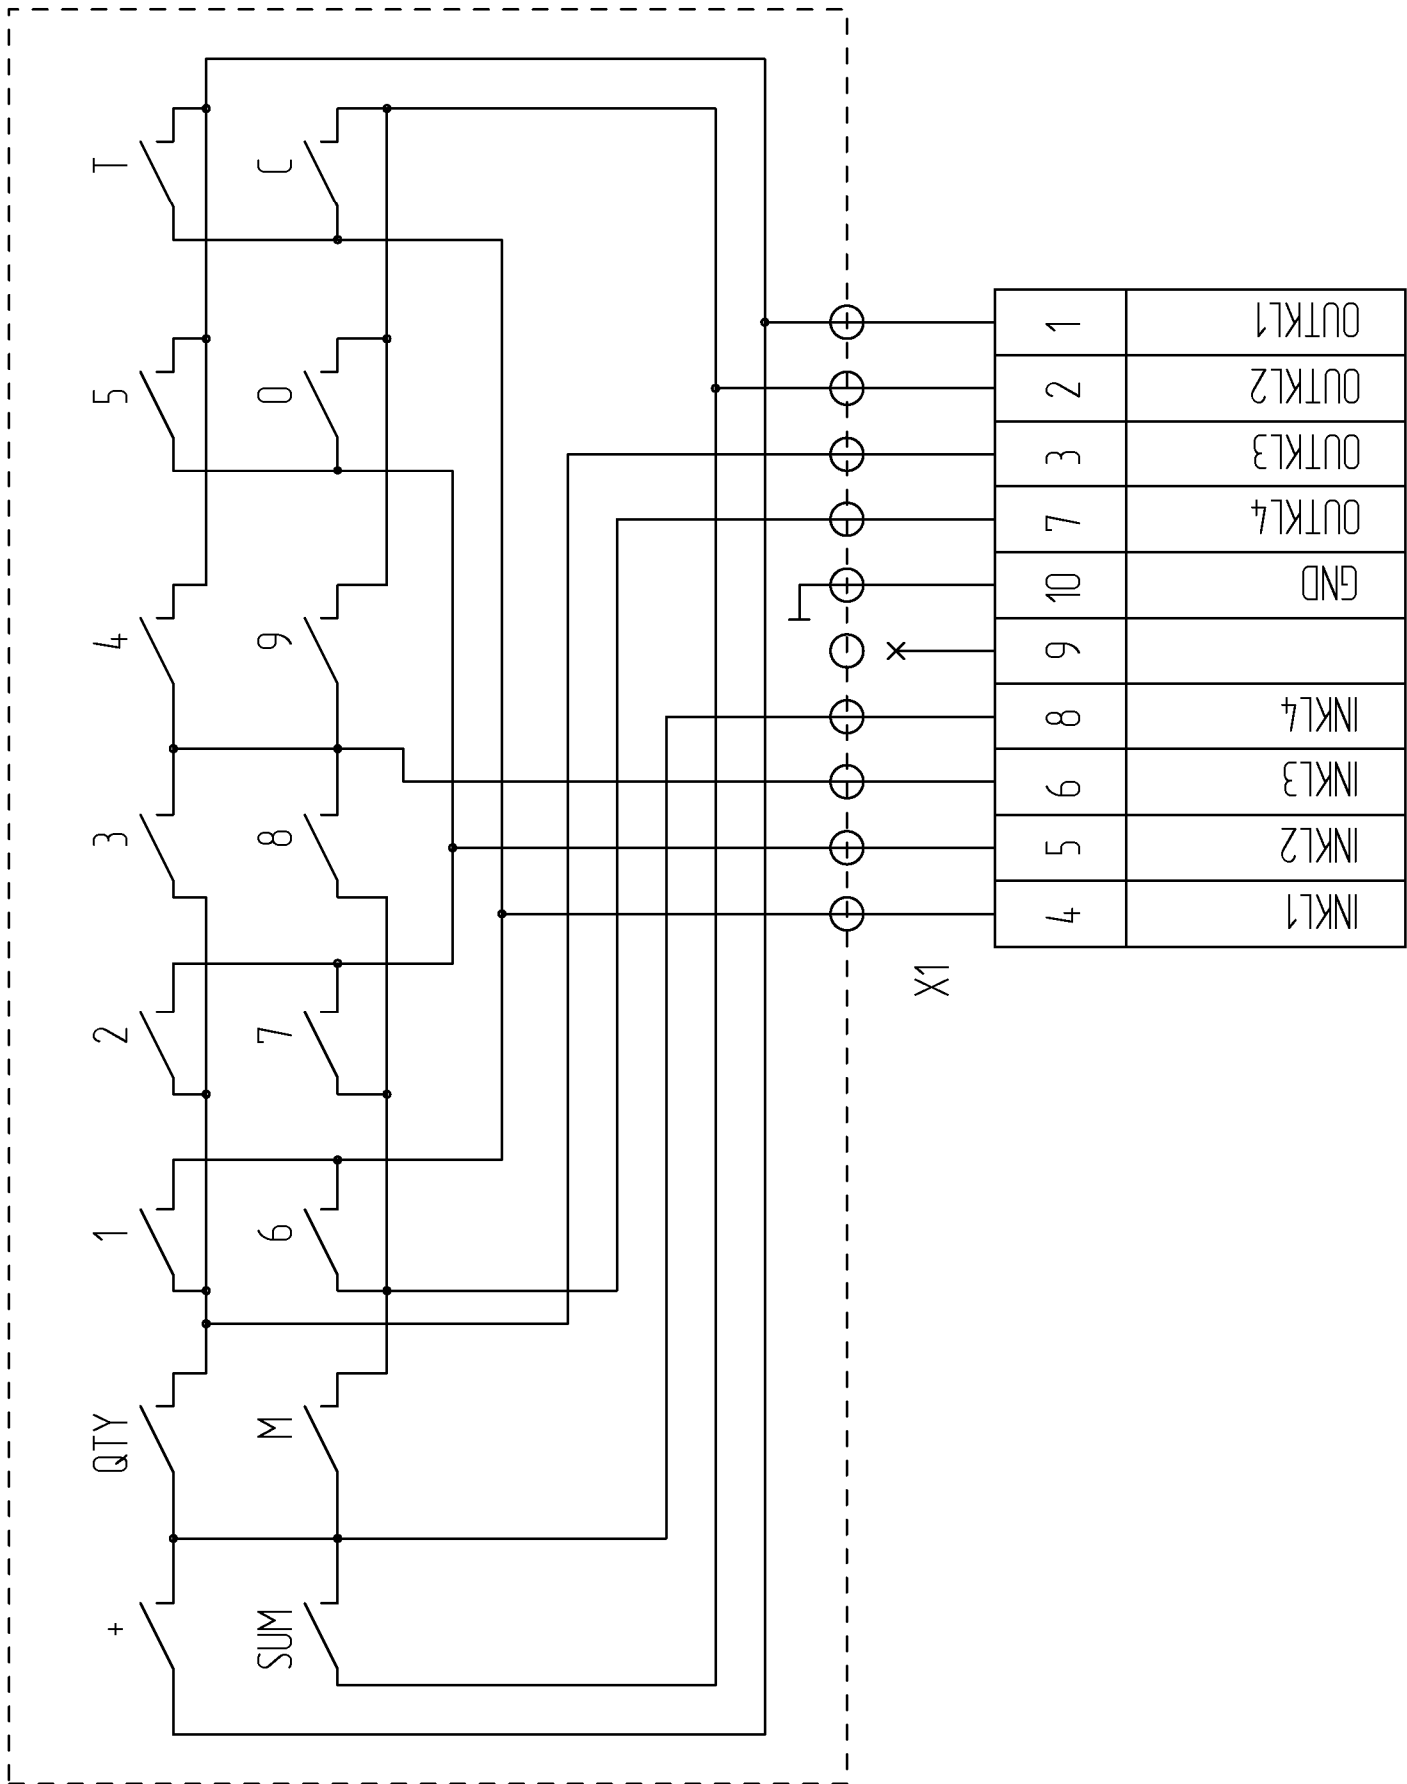 T
C
5
0
4
9
3
8
2
7
1
6
QTY
M
+
SUM
1 OUTKL1
2 OUTKL2
3 OUTKL3
7 OUTKL4
10 GND
9
8 INKL4
6 INKL3
5 INKL2
4 INKL1
X1